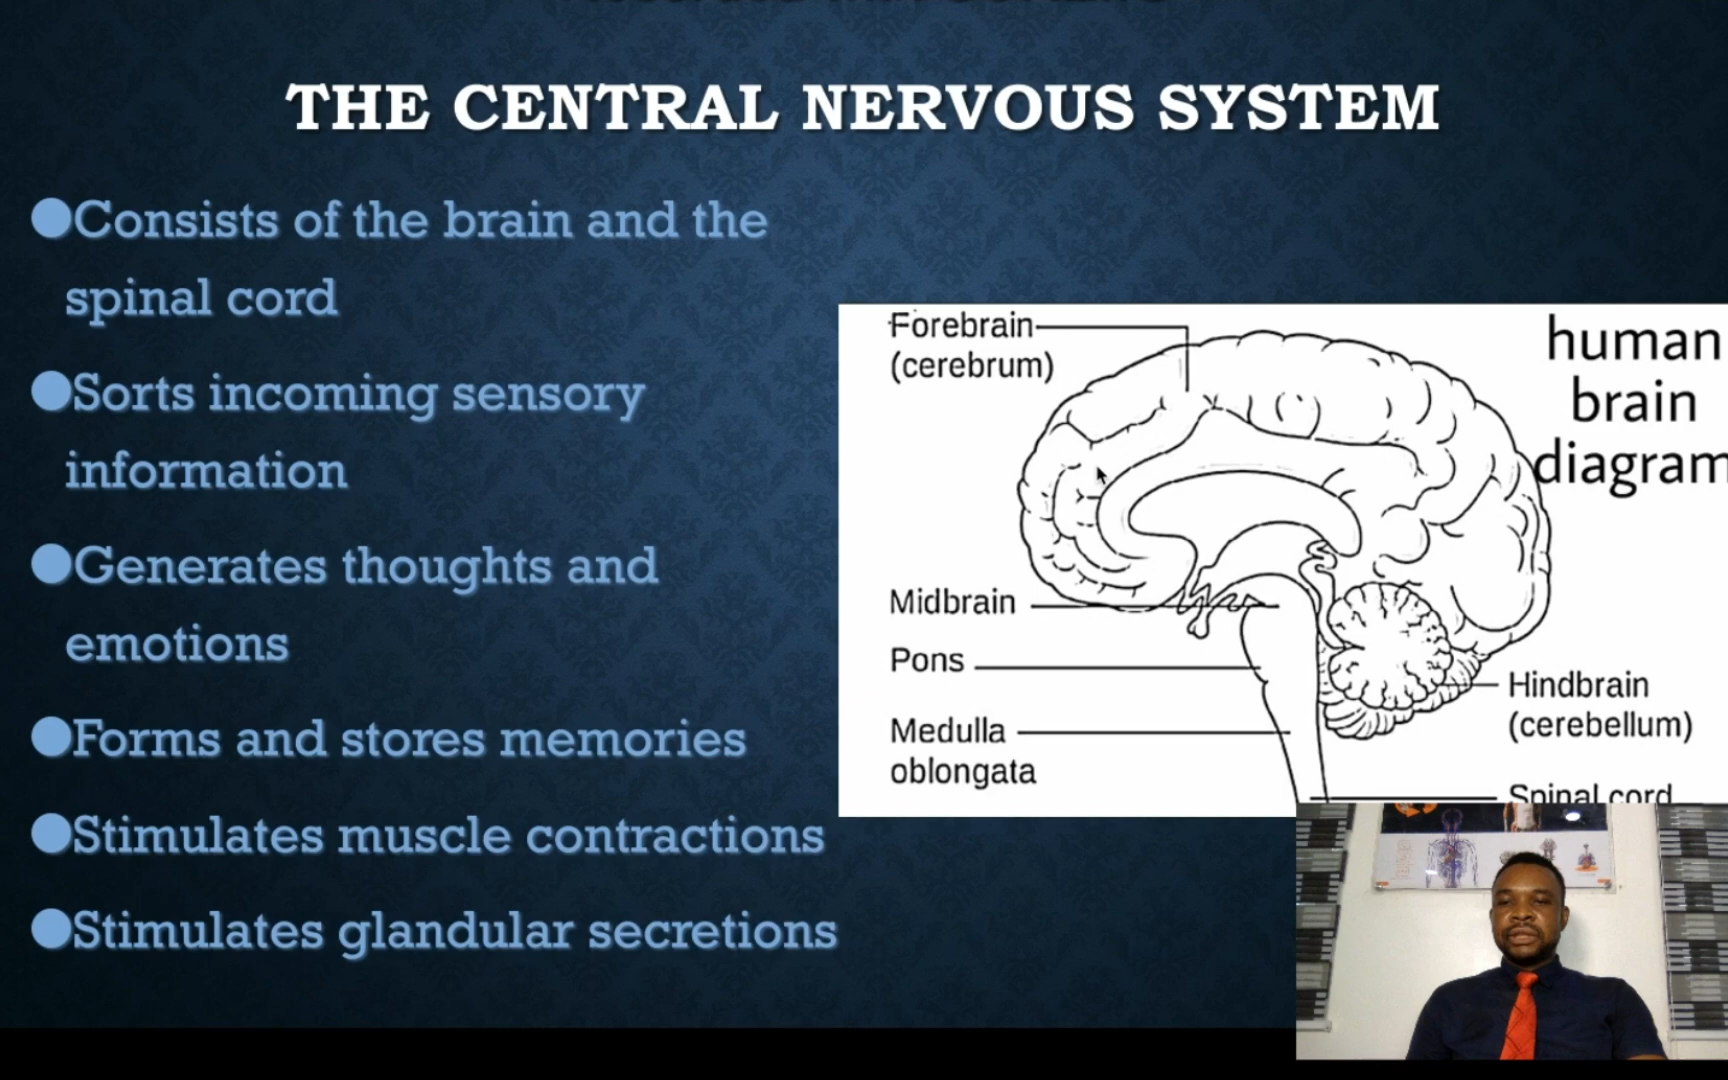 THE CENTRAL NERVOUS SYSTEM
Consists of the brain and the
spinal cord
Sorts incoming sensory
information
Generates thoughts and
emotions
Forms and stores memories
Stimulates muscle contractions
Stimulates glandular secretions
Forebrain
(cerebrum)
human
brain
diagram
Midbrain
Pons
Medulla
oblongata
Hindbrain
(cerebellum)
Spinal cord